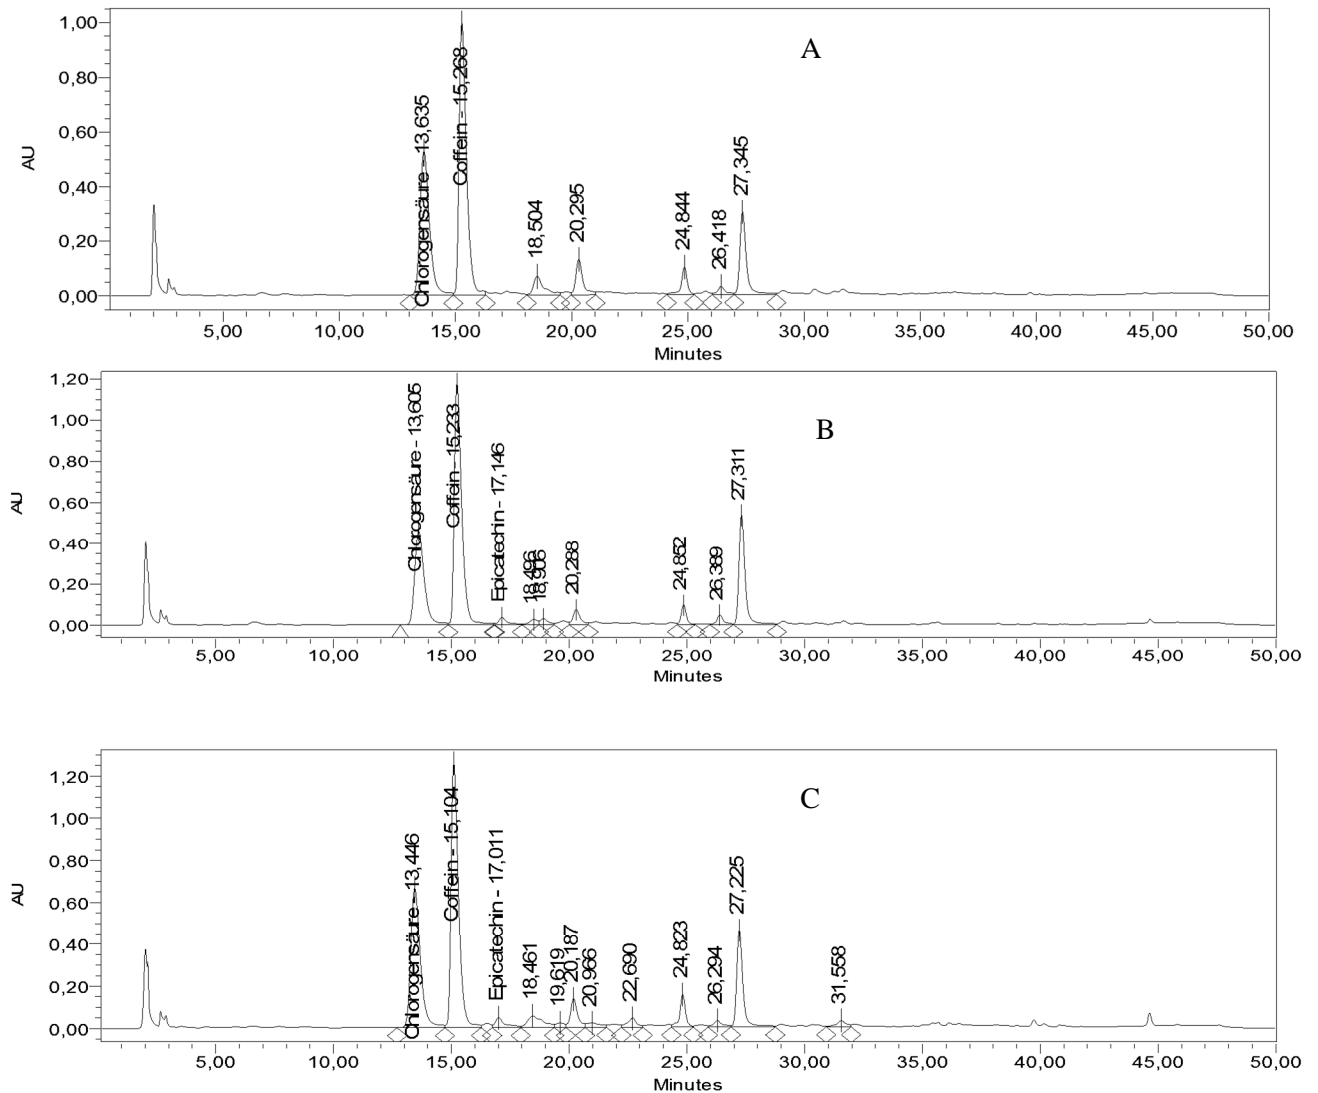 A
1,00
0,80
0,60
0,40
0,20
0,00
AU
Chlorogensäure - 13,635
Coffein - 15,268
18,504
20,295
24,844
26,418
27,345
5,00 10,00 15,00 20,00 25,00 30,00 35,00 40,00 45,00 50,00
Minutes
B
1,20
1,00
0,80
0,60
0,40
0,20
0,00
AU
Chlorogensäure - 13,605
Coffein - 15,233
Epicatechin - 17,146
18,496
18,906
20,288
24,852
26,389
27,311
5,00 10,00 15,00 20,00 25,00 30,00 35,00 40,00 45,00 50,00
Minutes
C
1,20
1,00
0,80
0,60
0,40
0,20
0,00
AU
Chlorogensäure - 13,446
Coffein - 15,104
Epicatechin - 17,011
18,461
19,619
20,187
20,966
22,690
24,823
26,294
27,225
31,558
5,00 10,00 15,00 20,00 25,00 30,00 35,00 40,00 45,00 50,00
Minutes